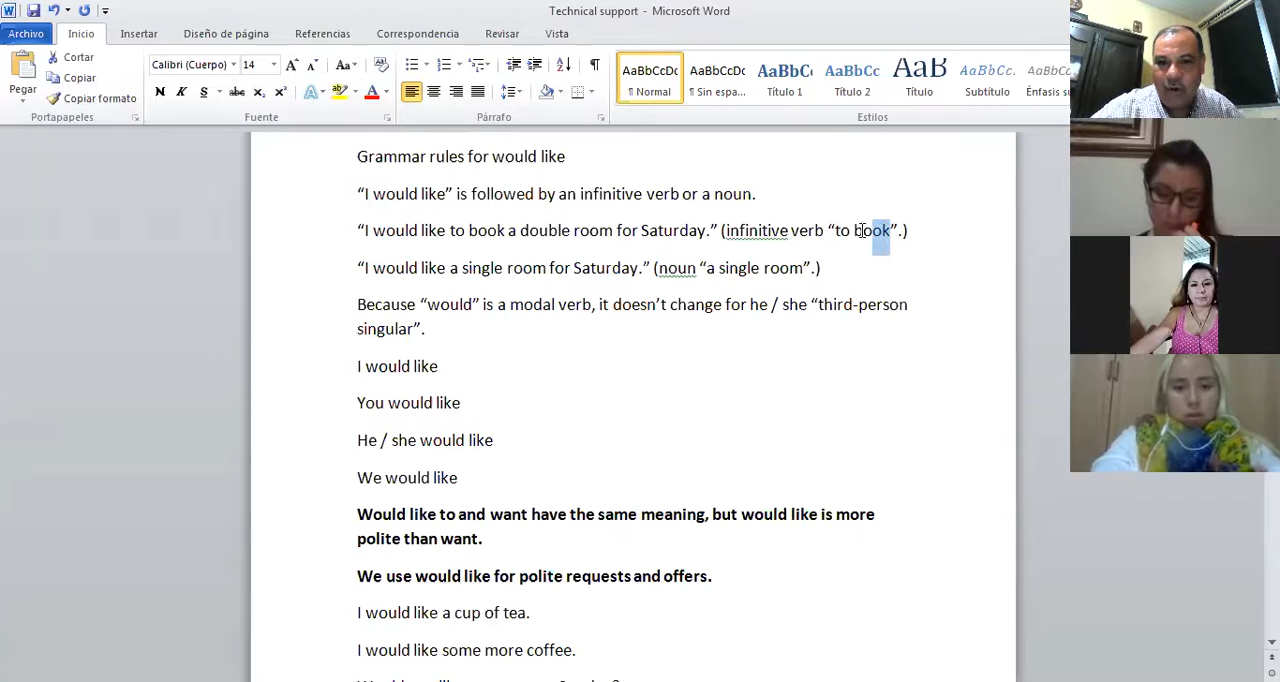 Technical support - Microsoft Word
Archivo Inicio Insertar Diseño de página Referencias Correspondencia Revisar Vista
Pegar
Cortar
Copiar
Copiar formato
Portapapeles
Calibri (Cuerpo) 14
Fuente
Párrafo
AaBbCcDc AaBbCcDc AaBbC AaBbCc AaB AaBbCc. AaBbCc
¶ Normal ¶ Sin espa... Título 1 Título 2 Título Subtítulo Énfasis su
Estilos
Grammar rules for would like
“I would like” is followed by an infinitive verb or a noun.
“I would like to book a double room for Saturday.” (infinitive verb “to book”.)
“I would like a single room for Saturday.” (noun “a single room”.)
Because “would” is a modal verb, it doesn’t change for he / she “third-person
singular”.
I would like
You would like
He / she would like
We would like
Would like to and want have the same meaning, but would like is more
polite than want.
We use would like for polite requests and offers.
I would like a cup of tea.
I would like some more coffee.